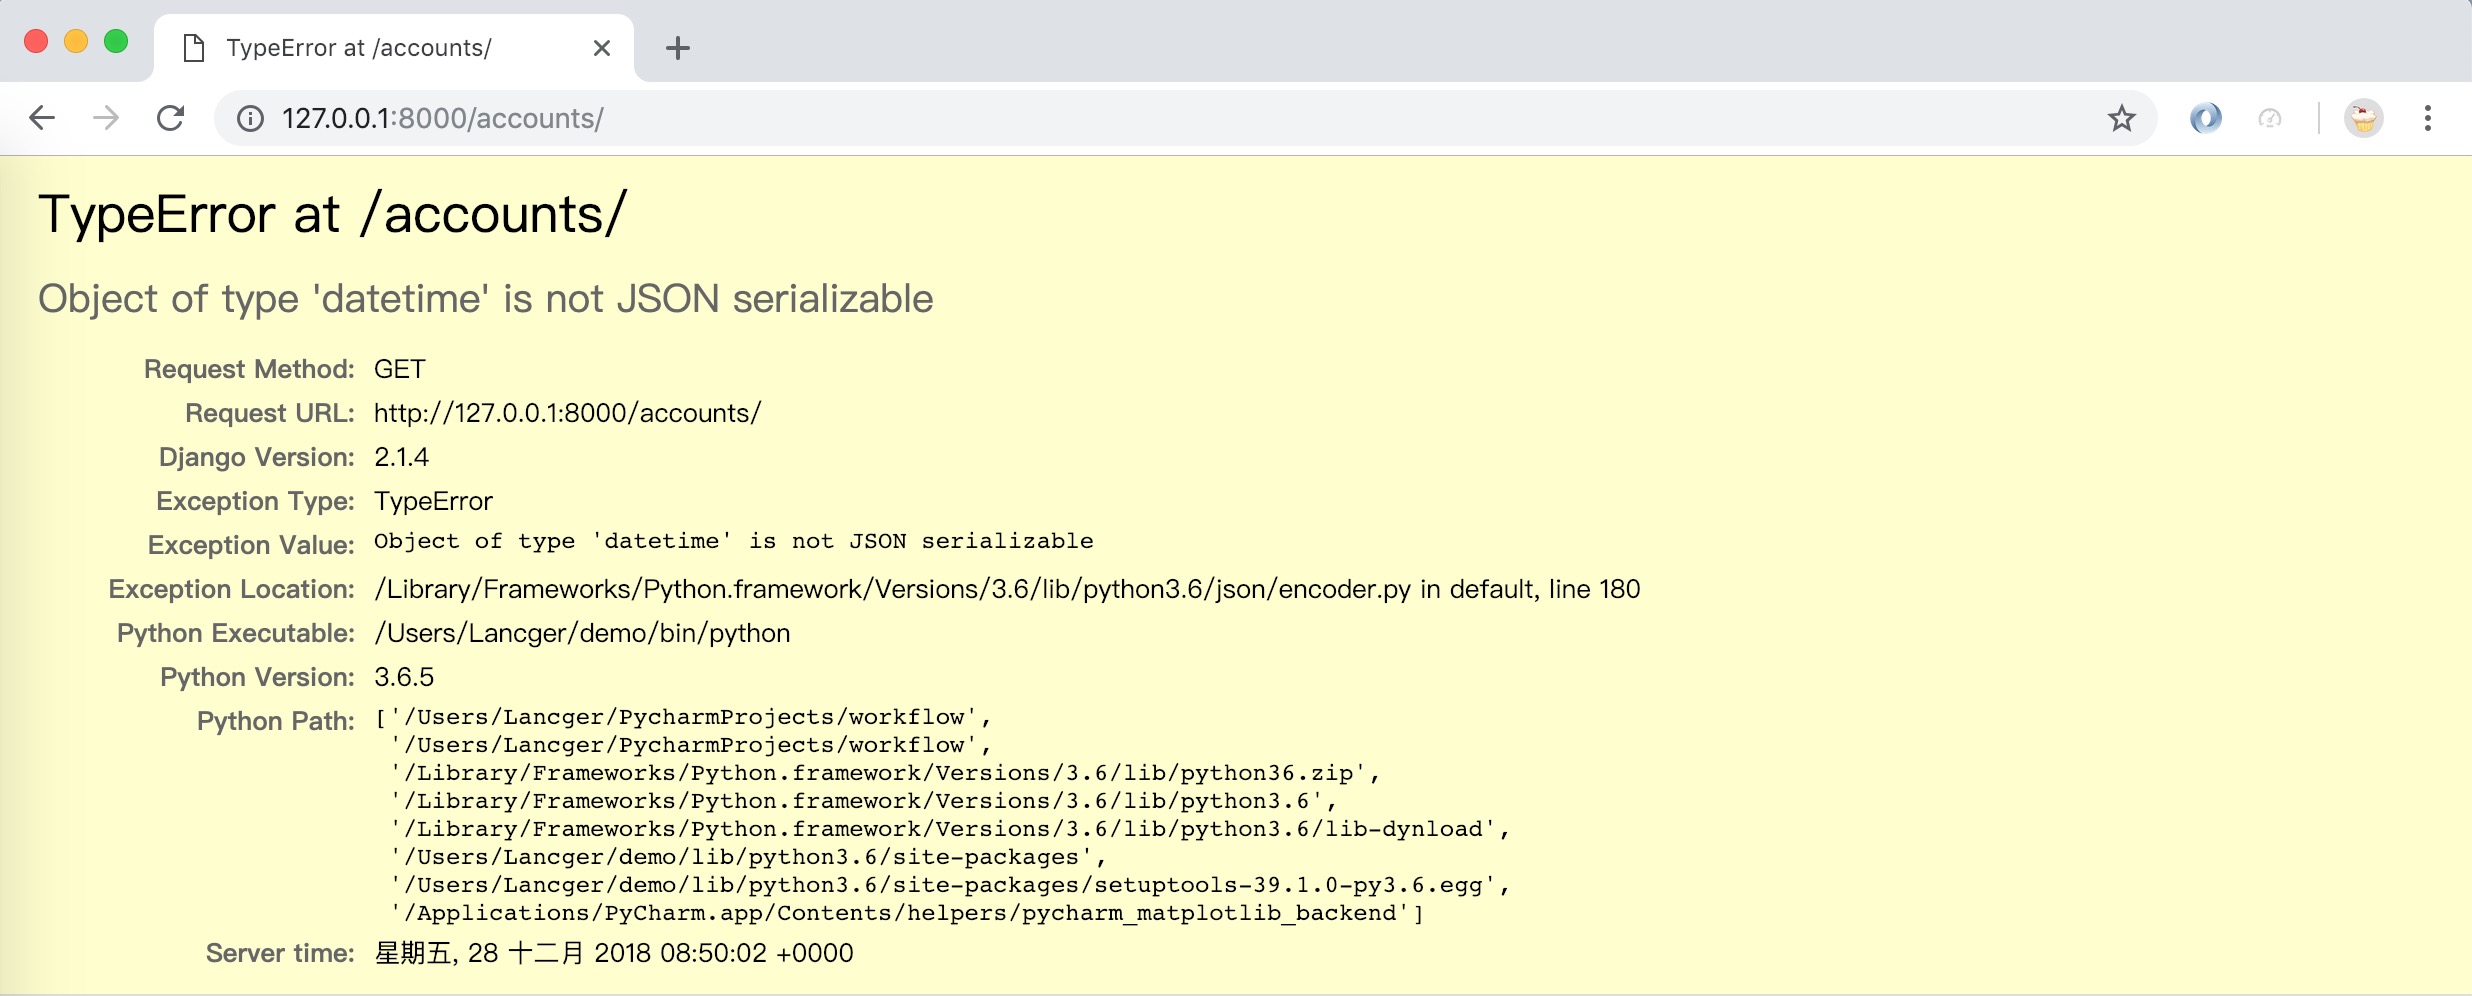 TypeError at /accounts/
127.0.0.1:8000/accounts/
TypeError at /accounts/
Object of type 'datetime' is not JSON serializable
Request Method: GET
Request URL: http://127.0.0.1:8000/accounts/
Django Version: 2.1.4
Exception Type: TypeError
Exception Value: Object of type 'datetime' is not JSON serializable
Exception Location: /Library/Frameworks/Python.framework/Versions/3.6/lib/python3.6/json/encoder.py in default, line 180
Python Executable: /Users/Lancger/demo/bin/python
Python Version: 3.6.5
Python Path: ['/Users/Lancger/PycharmProjects/workflow',
'/Users/Lancger/PycharmProjects/workflow',
'/Library/Frameworks/Python.framework/Versions/3.6/lib/python36.zip',
'/Library/Frameworks/Python.framework/Versions/3.6/lib/python3.6',
'/Library/Frameworks/Python.framework/Versions/3.6/lib/python3.6/lib-dynload',
'/Users/Lancger/demo/lib/python3.6/site-packages',
'/Users/Lancger/demo/lib/python3.6/site-packages/setuptools-39.1.0-py3.6.egg',
'/Applications/PyCharm.app/Contents/helpers/pycharm_matplotlib_backend']
Server time: 星期五, 28 十二月 2018 08:50:02 +0000